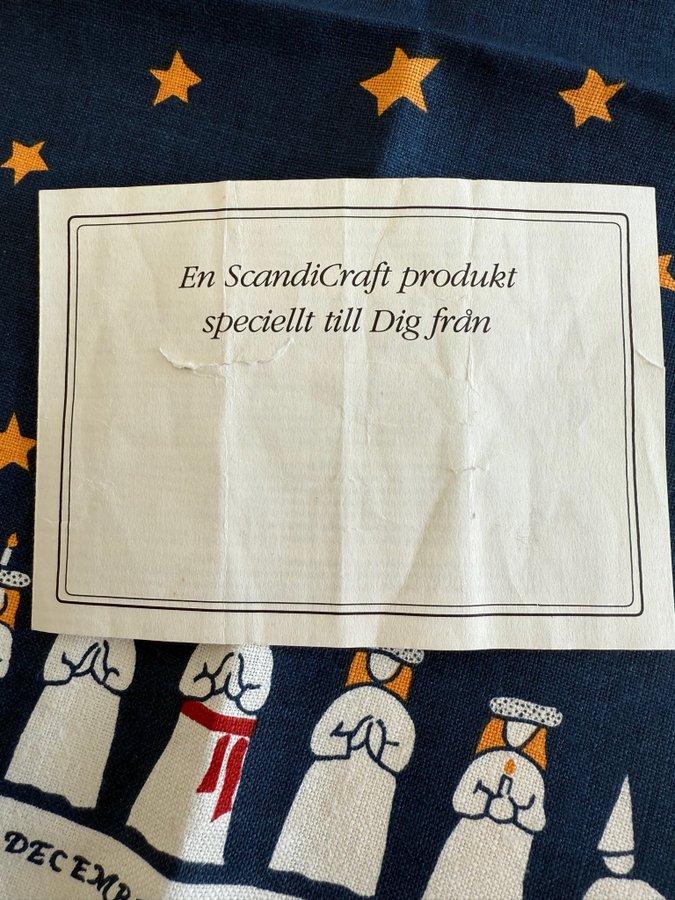 En ScandiCraft produkt
speciellt till Dig från